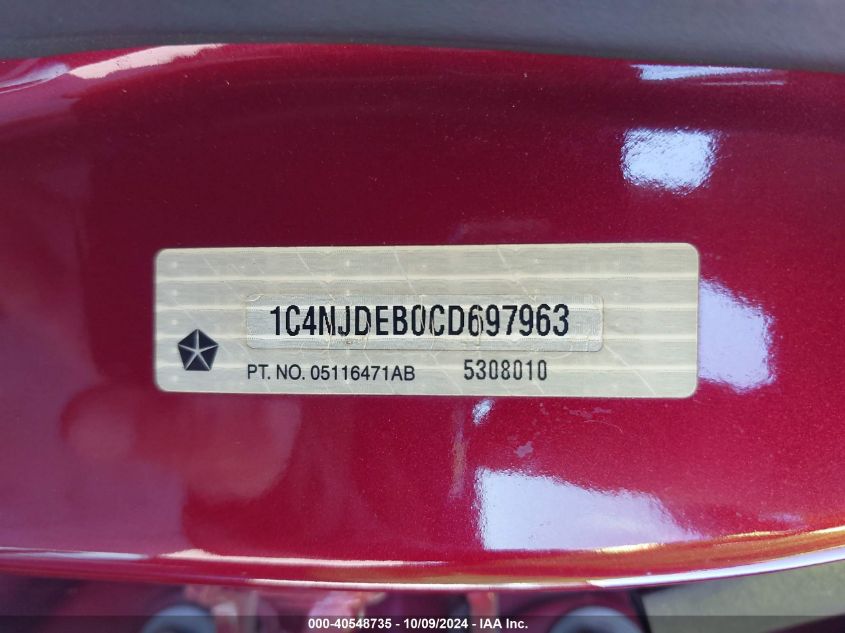 1C4NJDEB0CD697963
PT. NO. 05116471AB 5308010
000-40548735 - 10/09/2024 - IAA Inc.